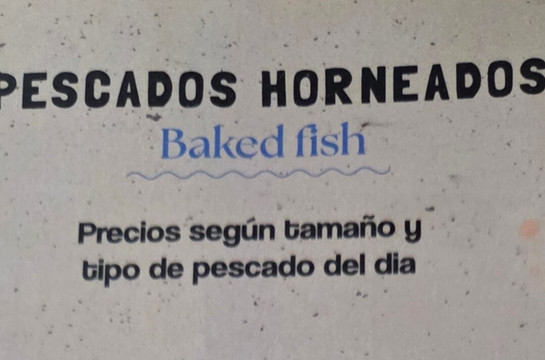 PESCADOS HORNEADOS
Baked fish
Precios según tamaño y
tipo de pescado del dia